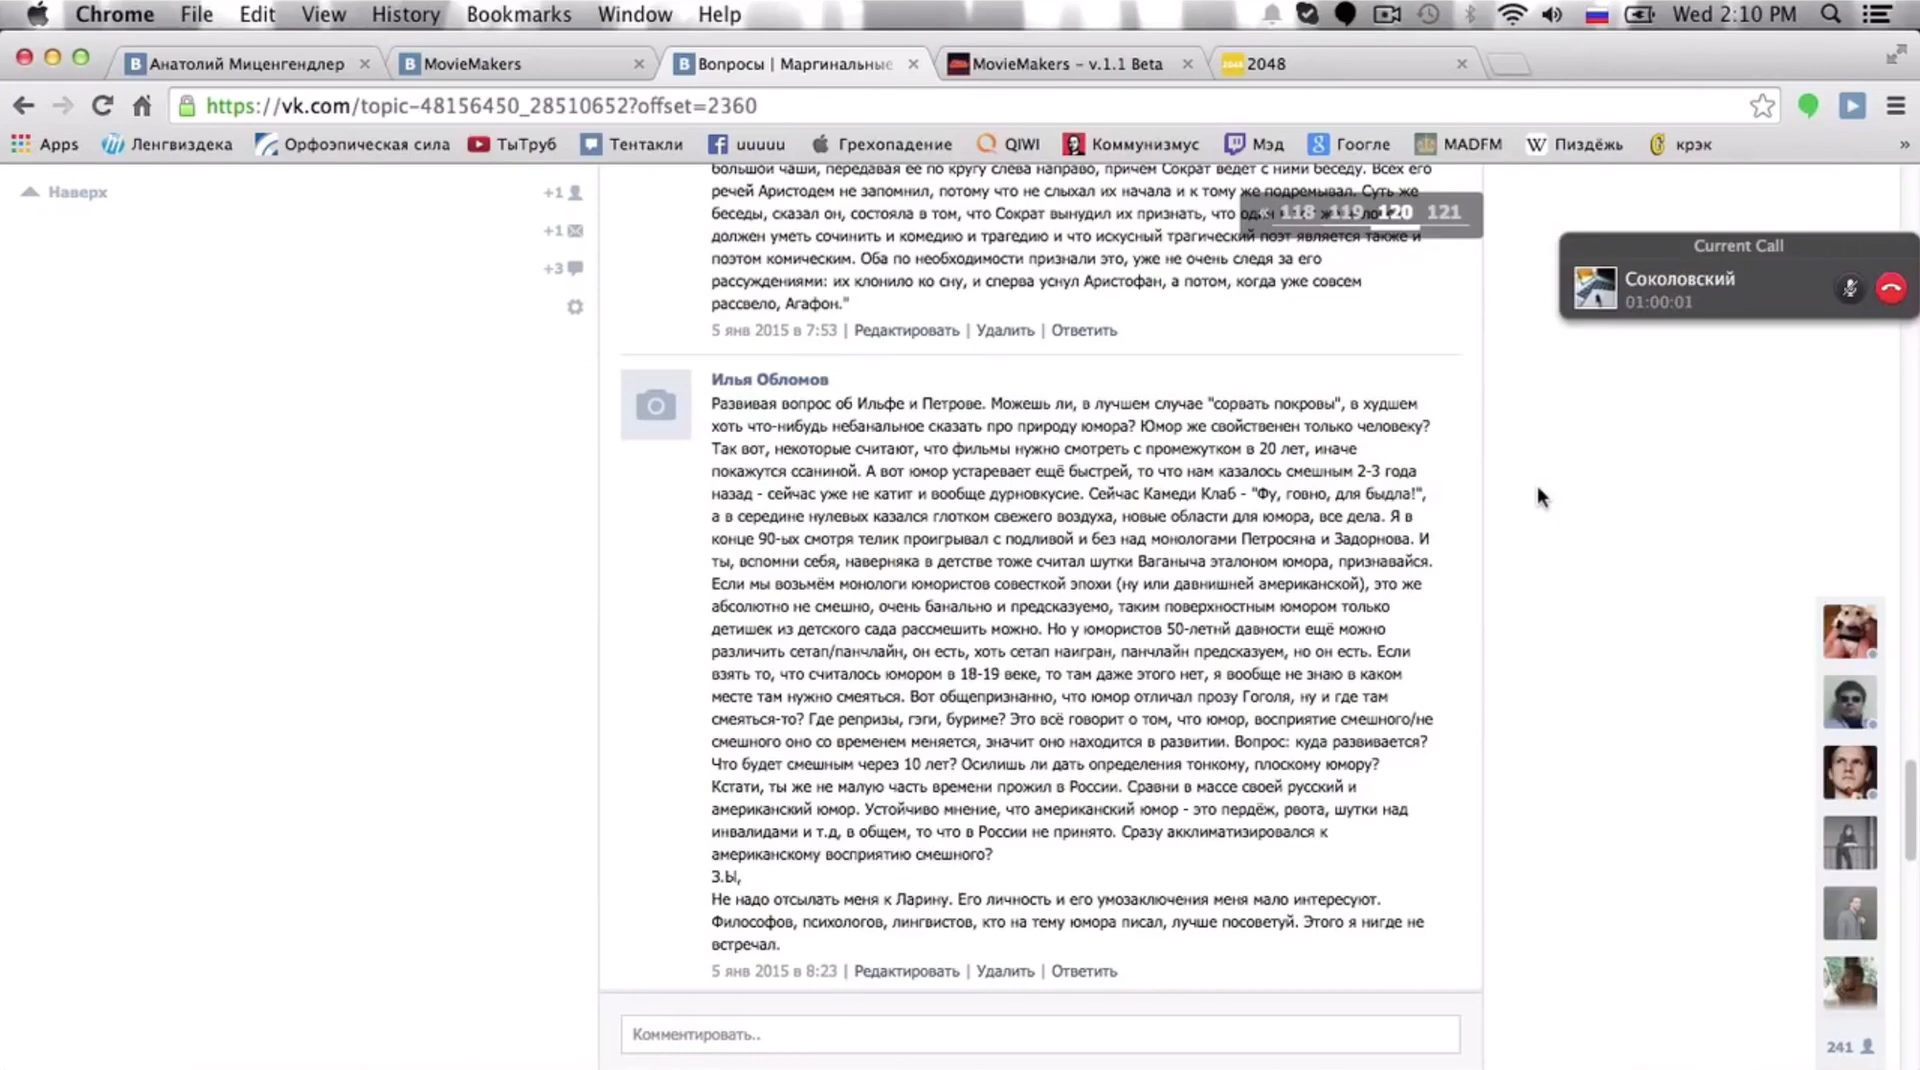 Chrome File Edit View History Bookmarks Window Help Wed 2:10 PM
Анатолий Миценгендлер
MovieMakers
Вопросы | Маргинальные
MovieMakers – v.1.1 Beta
2048
https://vk.com/topic-48156450_28510652?offset=2360
Apps Ленгвиздека Орфоэпическая сила ТыТруб Тентакли uuuuu Грехопадение QIWI Коммунизмус Мэд Гоогле MADFM Пиздёжь крэк »
Наверх
+1
+1
+3
большой чаши, передавая ее по кругу слева направо, причем Сократ ведет с ними беседу. Всех его
речей Аристодем не запомнил, потому что не слыхал их начала и к тому же подремывал. Суть же
беседы, сказал он, состояла в том, что Сократ вынудил их признать, что
« 118 119 120 121
должен уметь сочинить и комедию и трагедию и что искусный трагический поэт является также и
поэтом комическим. Оба по необходимости признали это, уже не очень следя за его
рассуждениями: их клонило ко сну, и сперва уснул Аристофан, а потом, когда уже совсем
рассвело, Агафон."
5 янв 2015 в 7:53 | Редактировать | Удалить | Ответить
Current Call
Соколовский
01:00:01
Илья Обломов
Развивая вопрос об Ильфе и Петрове. Можешь ли, в лучшем случае "сорвать покровы", в худшем
хоть что-нибудь небанальное сказать про природу юмора? Юмор же свойственен только человеку?
Так вот, некоторые считают, что фильмы нужно смотреть с промежутком в 20 лет, иначе
покажутся ссаниной. А вот юмор устаревает ещё быстрей, то что нам казалось смешным 2-3 года
назад - сейчас уже не катит и вообще дурновкусие. Сейчас Камеди Клаб - "Фу, говно, для быдла!",
а в середине нулевых казался глотком свежего воздуха, новые области для юмора, все дела. Я в
конце 90-ых смотря телик проигрывал с подливой и без над монологами Петросяна и Задорнова. И
ты, вспомни себя, наверняка в детстве тоже считал шутки Ваганыча эталоном юмора, признавайся.
Если мы возьмём монологи юмористов совесткой эпохи (ну или давнишней американской), это же
абсолютно не смешно, очень банально и предсказуемо, таким поверхностным юмором только
детишек из детского сада рассмешить можно. Но у юмористов 50-летнй давности ещё можно
различить сетап/панчлайн, он есть, хоть сетап наигран, панчлайн предсказуем, но он есть. Если
взять то, что считалось юмором в 18-19 веке, то там даже этого нет, я вообще не знаю в каком
месте там нужно смеяться. Вот общепризнанно, что юмор отличал прозу Гоголя, ну и где там
смеяться-то? Где репризы, гэги, буриме? Это всё говорит о том, что юмор, восприятие смешного/не
смешного оно со временем меняется, значит оно находится в развитии. Вопрос: куда развивается?
Что будет смешным через 10 лет? Осилишь ли дать определения тонкому, плоскому юмору?
Кстати, ты же не малую часть времени прожил в России. Сравни в массе своей русский и
американский юмор. Устойчиво мнение, что американский юмор - это пердёж, рвота, шутки над
инвалидами и т.д, в общем, то что в России не принято. Сразу акклиматизировался к
американскому восприятию смешного?
З.Ы,
Не надо отсылать меня к Ларину. Его личность и его умозаключения меня мало интересуют.
Философов, психологов, лингвистов, кто на тему юмора писал, лучше посоветуй. Этого я нигде не
встречал.
5 янв 2015 в 8:23 | Редактировать | Удалить | Ответить
Комментировать..
241